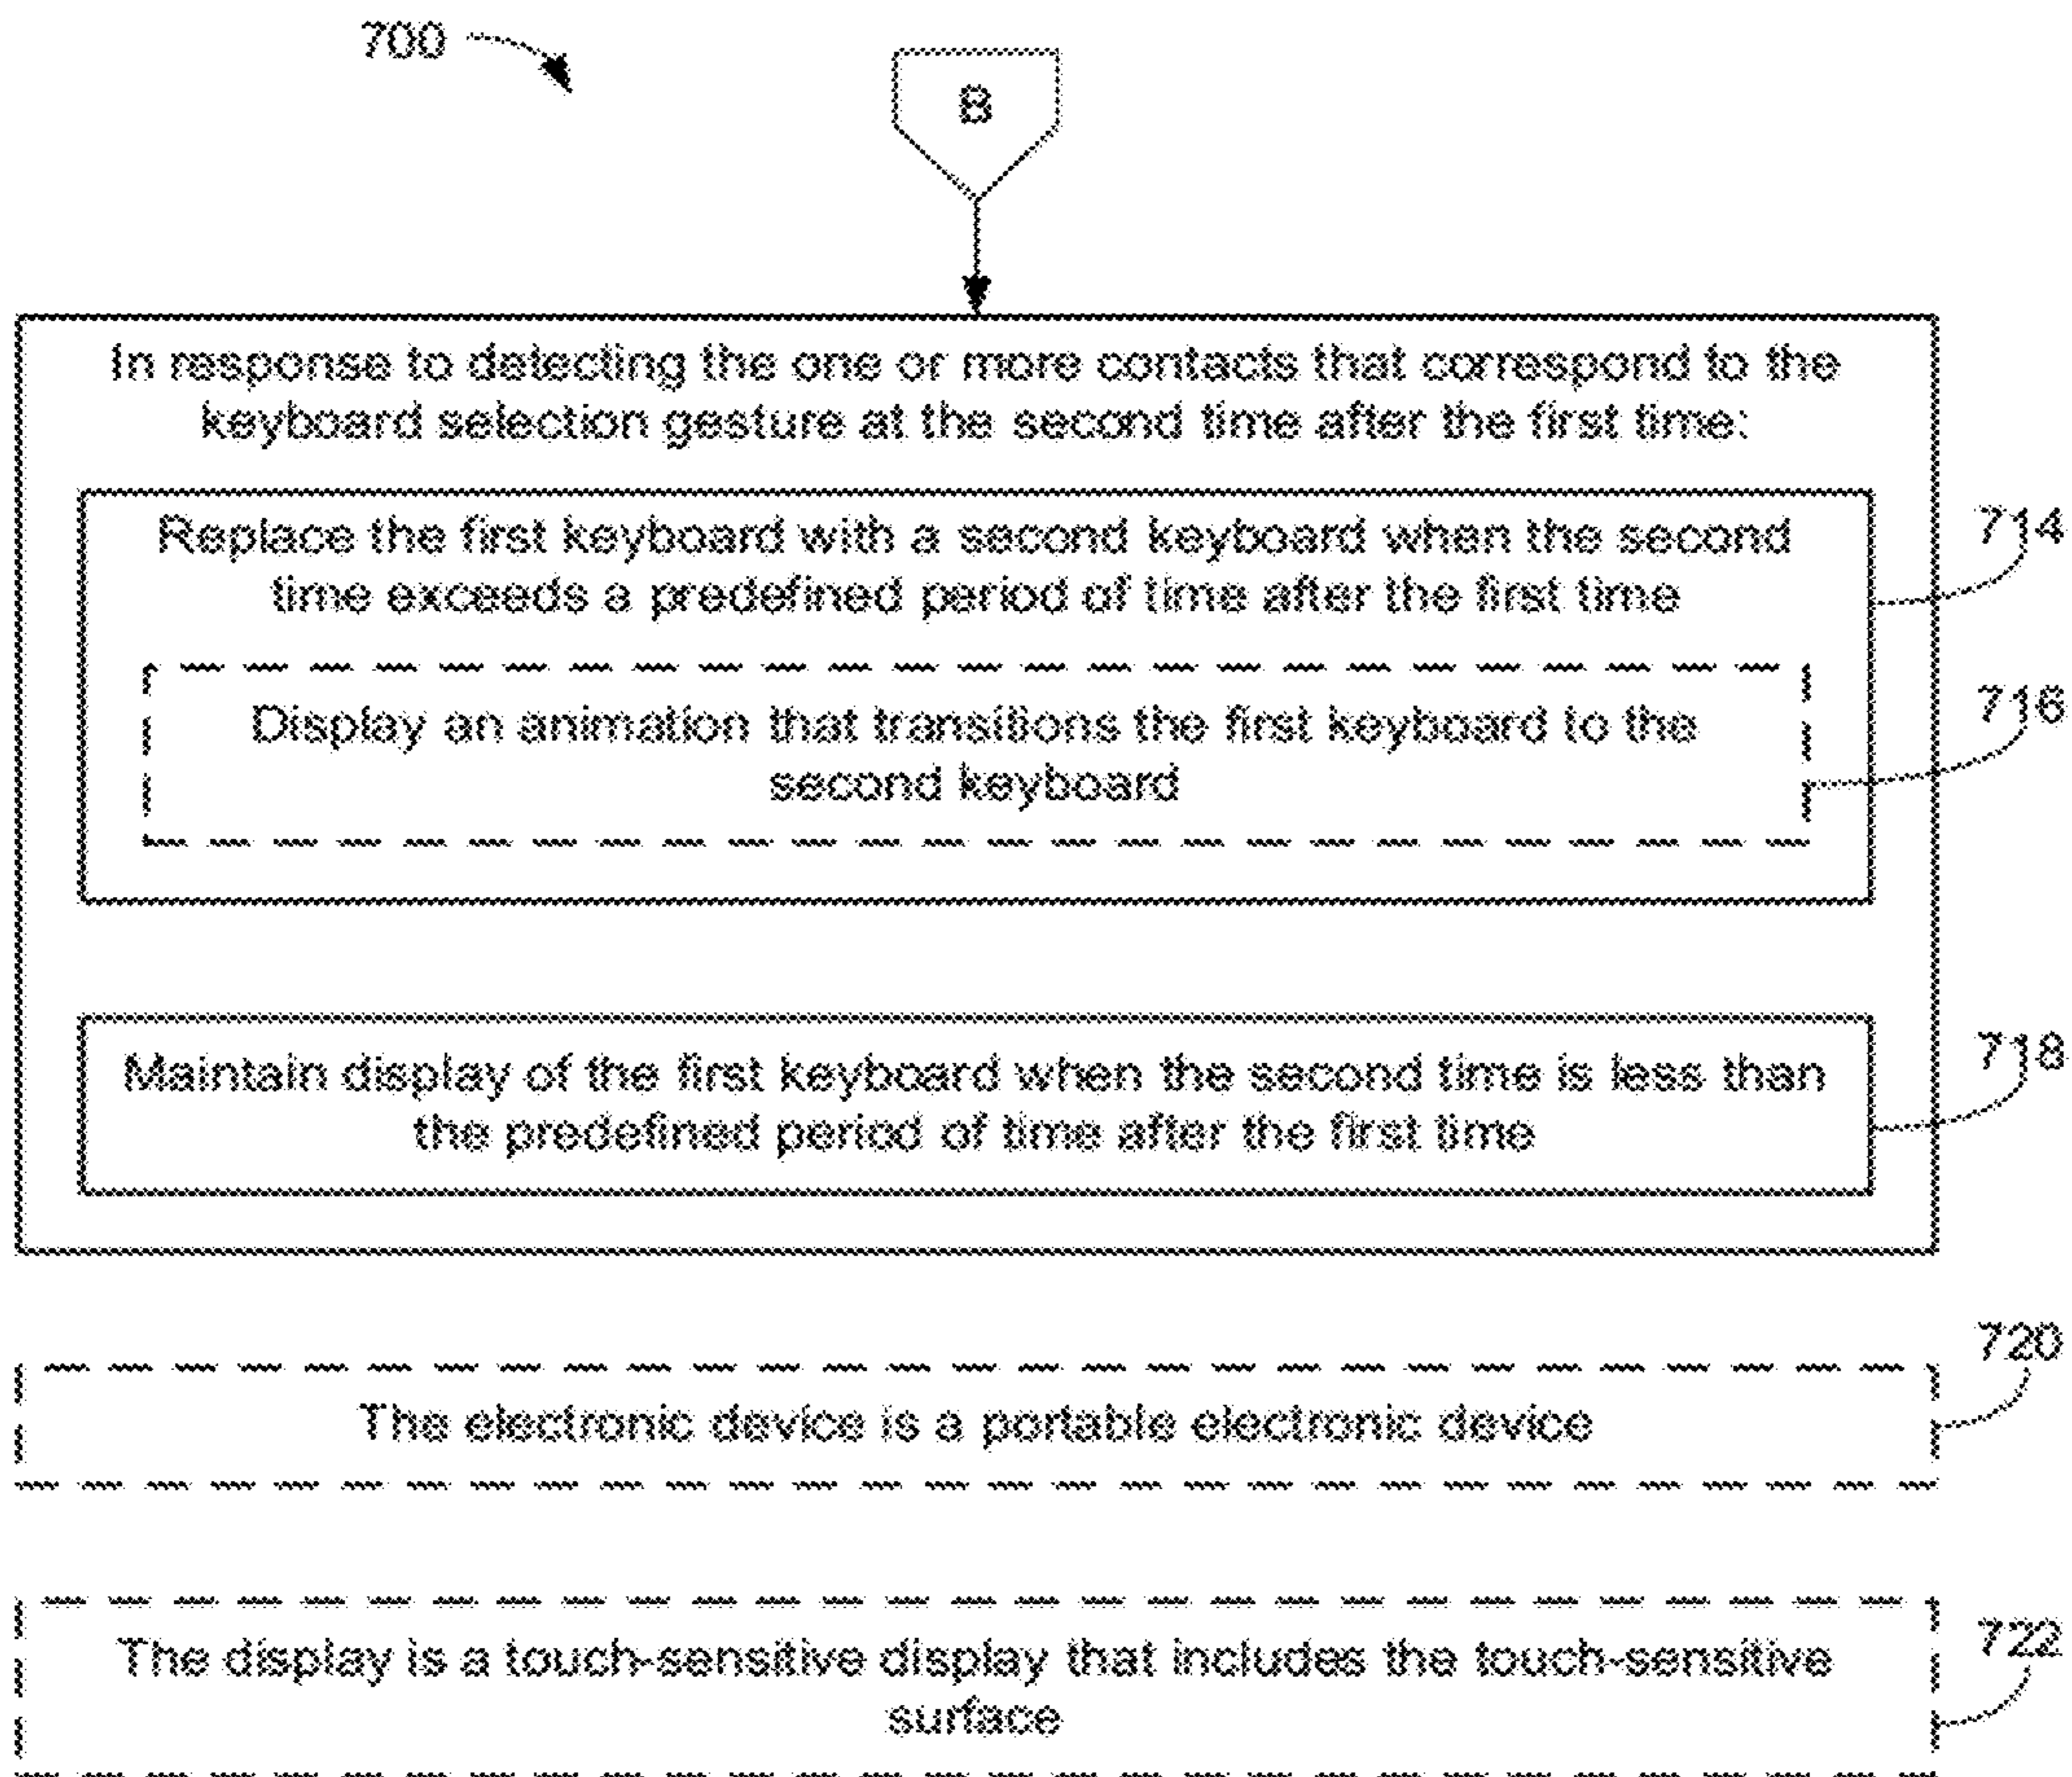 700
B
In response to detecting the one or more contacts that correspond to the
keyboard selection gesture at the second time after the first time:
Replace the first keyboard with a second keyboard when the second
time exceeds a predefined period of time after the first time
714
Display an animation that transitions the first keyboard to the
second keyboard
716
Maintain display of the first keyboard when the second time is less than
the predefined period of time after the first time
718
The electronic device is a portable electronic device
720
The display is a touch-sensitive display that includes the touch-sensitive
surface
722